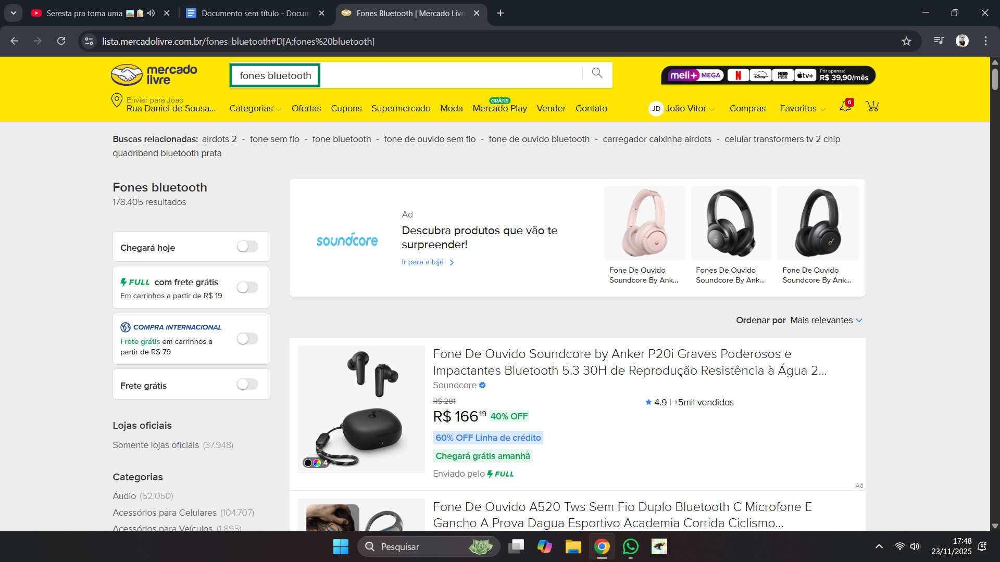 Seresta pra toma uma
Documento sem título - Docum
Fones Bluetooth | Mercado Livre
lista.mercadolivre.com.br/fones-bluetooth#D[A:fones%20bluetooth]
mercado
livre
fones bluetooth
meli+ MEGA
N
Disney+
HBO
max
tv+
Por apenas:
R$ 39,90/mês
Enviar para Joao
Rua Daniel de Sousa...
Categorias
Ofertas
Cupons
Supermercado
Moda
GRÁTIS
Mercado Play
Vender
Contato
JD
João Vitor
Compras
Favoritos
6
1
Buscas relacionadas: airdots 2 - fone sem fio - fone bluetooth - fone de ouvido sem fio - fone de ouvido bluetooth - carregador caixinha airdots - celular transformers tv 2 chip
quadriband bluetooth prata
Fones bluetooth
178.405 resultados
Chegará hoje
FULL com frete grátis
Em carrinhos a partir de R$ 19
COMPRA INTERNACIONAL
Frete grátis em carrinhos a
partir de R$ 79
Frete grátis
Lojas oficiais
Somente lojas oficiais (37.948)
Categorias
Áudio (52.050)
Acessórios para Celulares (104.707)
Acessórios para Veículos (1.895)
soundcore
Ad
Descubra produtos que vão te
surpreender!
Ir para a loja
Fone De Ouvido
Soundcore By Ank...
Fones De Ouvido
Soundcore By Ank...
Fone De Ouvido
Soundcore By Ank...
Ordenar por Mais relevantes
4
Fone De Ouvido Soundcore by Anker P20i Graves Poderosos e
Impactantes Bluetooth 5.3 30H de Reprodução Resistência à Água 2...
Soundcore
R$ 281
R$ 166 19 40% OFF
4.9 | +5mil vendidos
60% OFF Linha de crédito
Chegará grátis amanhã
Enviado pelo FULL
Ad
Fone De Ouvido A520 Tws Sem Fio Duplo Bluetooth C Microfone E
Gancho A Prova Dagua Esportivo Academia Corrida Ciclismo...
Pesquisar
17:48
23/11/2025